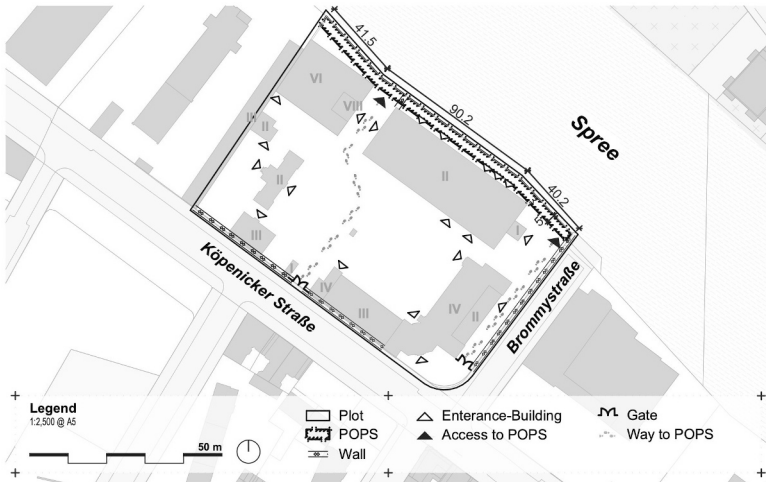 41.5
90.2
Spree
40.2
VI
VIII
III
II
II
II
III
I
I
IV
III
IV
II
15
Köpenicker Straße
Brommystraße
Legend
1:2,500 @ A5
50 m
Plot
POPS
Wall
Enterance-Building
Access to POPS
Gate
Way to POPS